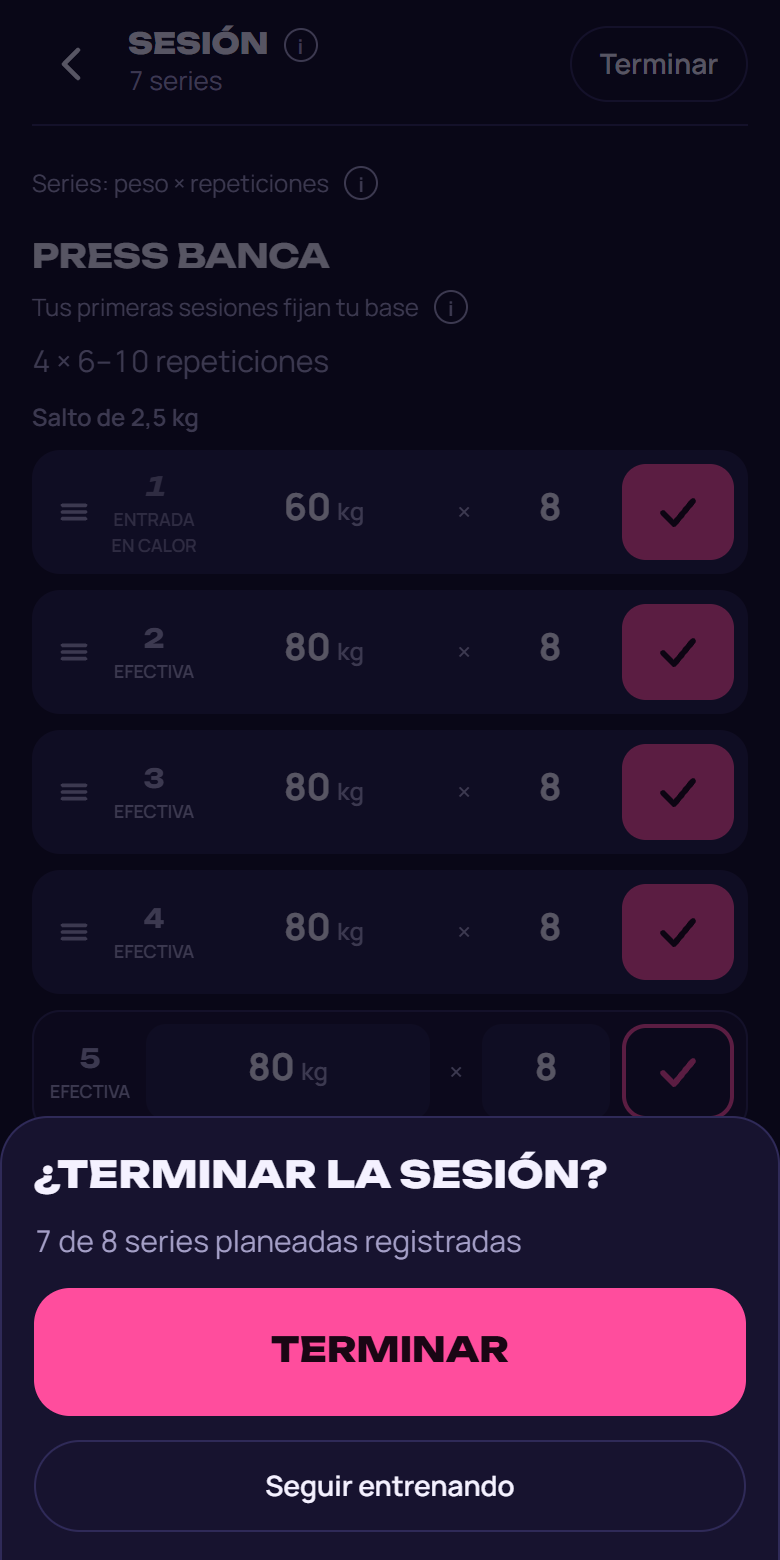 SESIÓN i
7 series
Terminar
Series: peso × repeticiones i
PRESS BANCA
Tus primeras sesiones fijan tu base i
4 × 6–10 repeticiones
Salto de 2,5 kg
1
ENTRADA
EN CALOR
60 kg × 8
2
EFECTIVA
80 kg × 8
3
EFECTIVA
80 kg × 8
4
EFECTIVA
80 kg × 8
5
EFECTIVA
80 kg × 8
¿TERMINAR LA SESIÓN?
7 de 8 series planeadas registradas
TERMINAR
Seguir entrenando